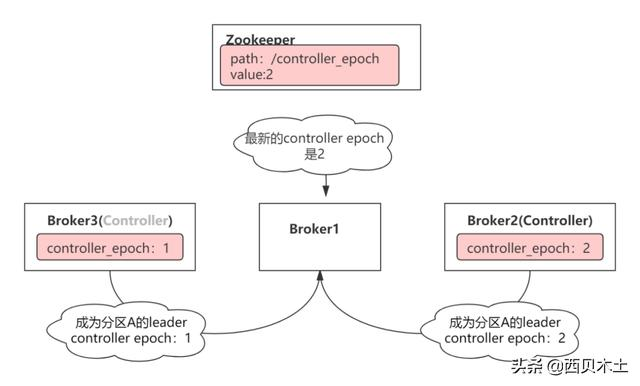 Zookeeper
path：/controller_epoch
value:2
最新的controller epoch
是2
Broker3(Controller)
controller_epoch：1
Broker1
Broker2(Controller)
controller_epoch：2
成为分区A的leader
controller epoch：1
成为分区A的leader
controller epoch：2
头条 @西贝木土